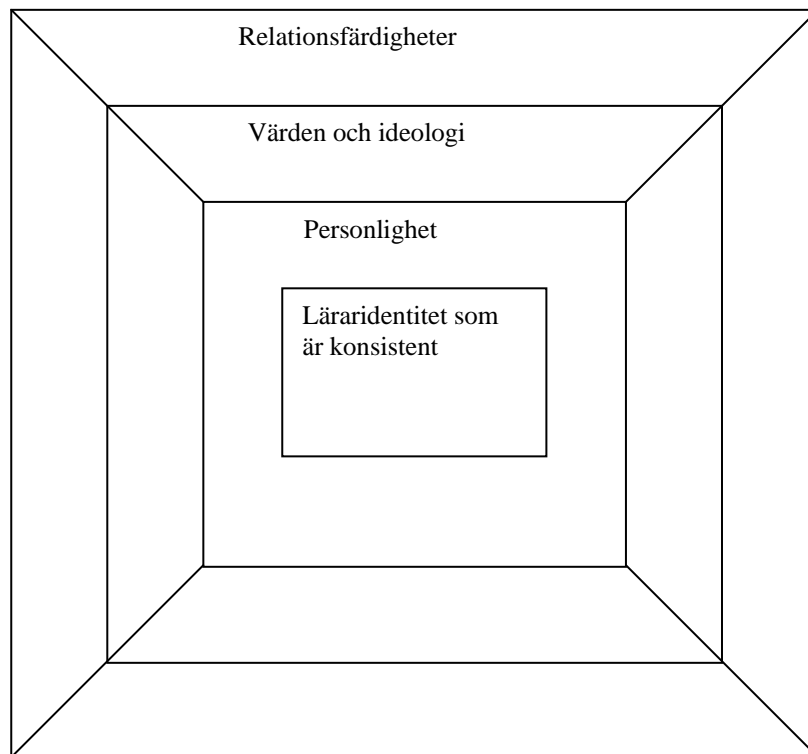 Relationsfärdigheter
Värden och ideologi
Personlighet
Läraridentitet som
är konsistent